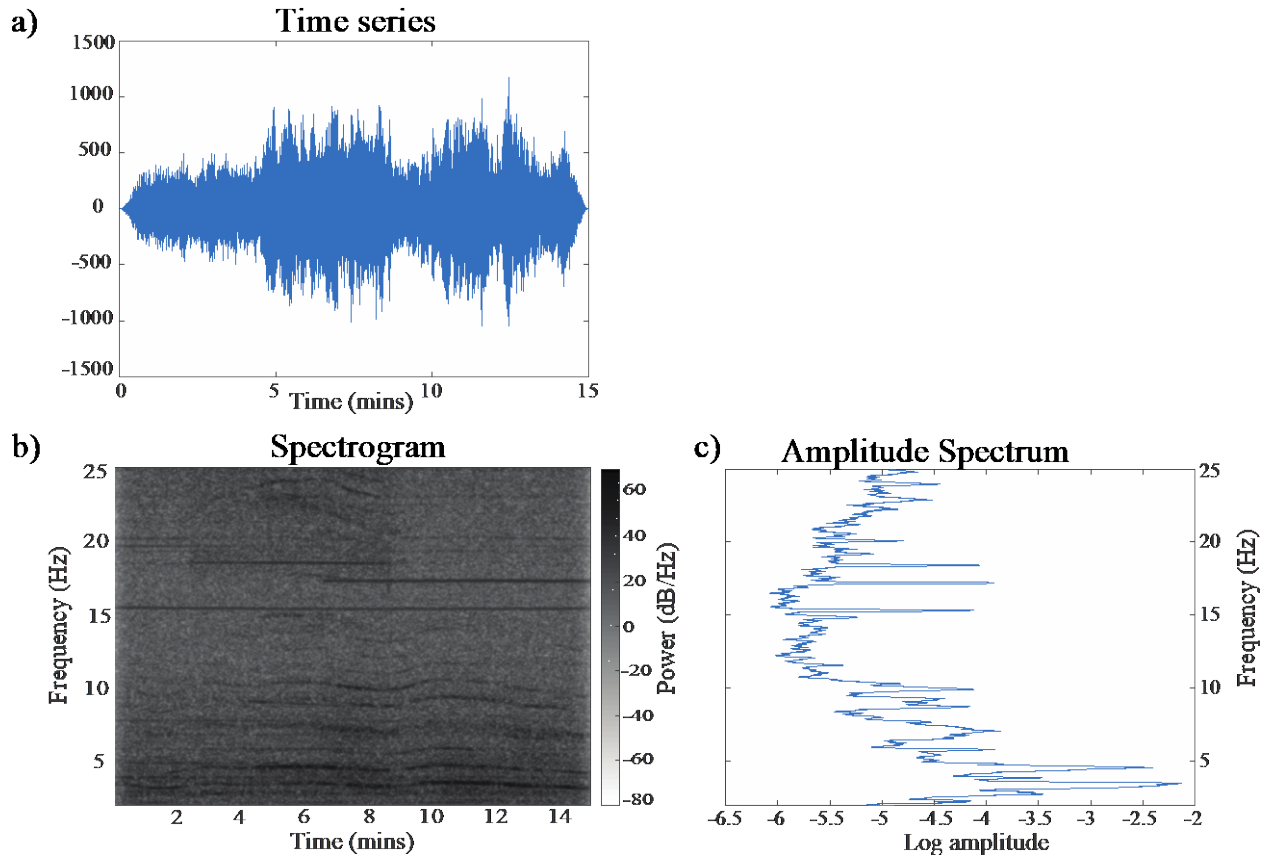 a)
Time series
1500
1000
500
0
-500
-1000
-1500
0 5 10 15
Time (mins)
b)
Spectrogram
25
20
15
10
5
Frequency (Hz)
2 4 6 8 10 12 14
Time (mins)
60
40
20
0
-20
-40
-60
-80
Power (dB/Hz)
c)
Amplitude Spectrum
25
20
15
10
5
Frequency (Hz)
-6.5 -6 -5.5 -5 -4.5 -4 -3.5 -3 -2.5 -2
Log amplitude